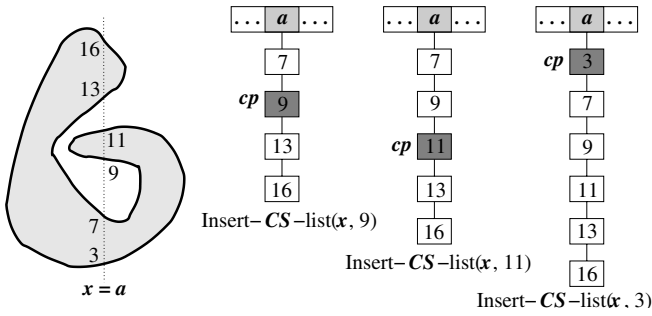 16
13
11
9
7
3
x = a
... a ...
7
cp 9
13
16
Insert–CS–list(x, 9)
... a ...
7
9
cp 11
13
16
Insert–CS–list(x, 11)
... a ...
cp 3
7
9
11
13
16
Insert–CS–list(x, 3)